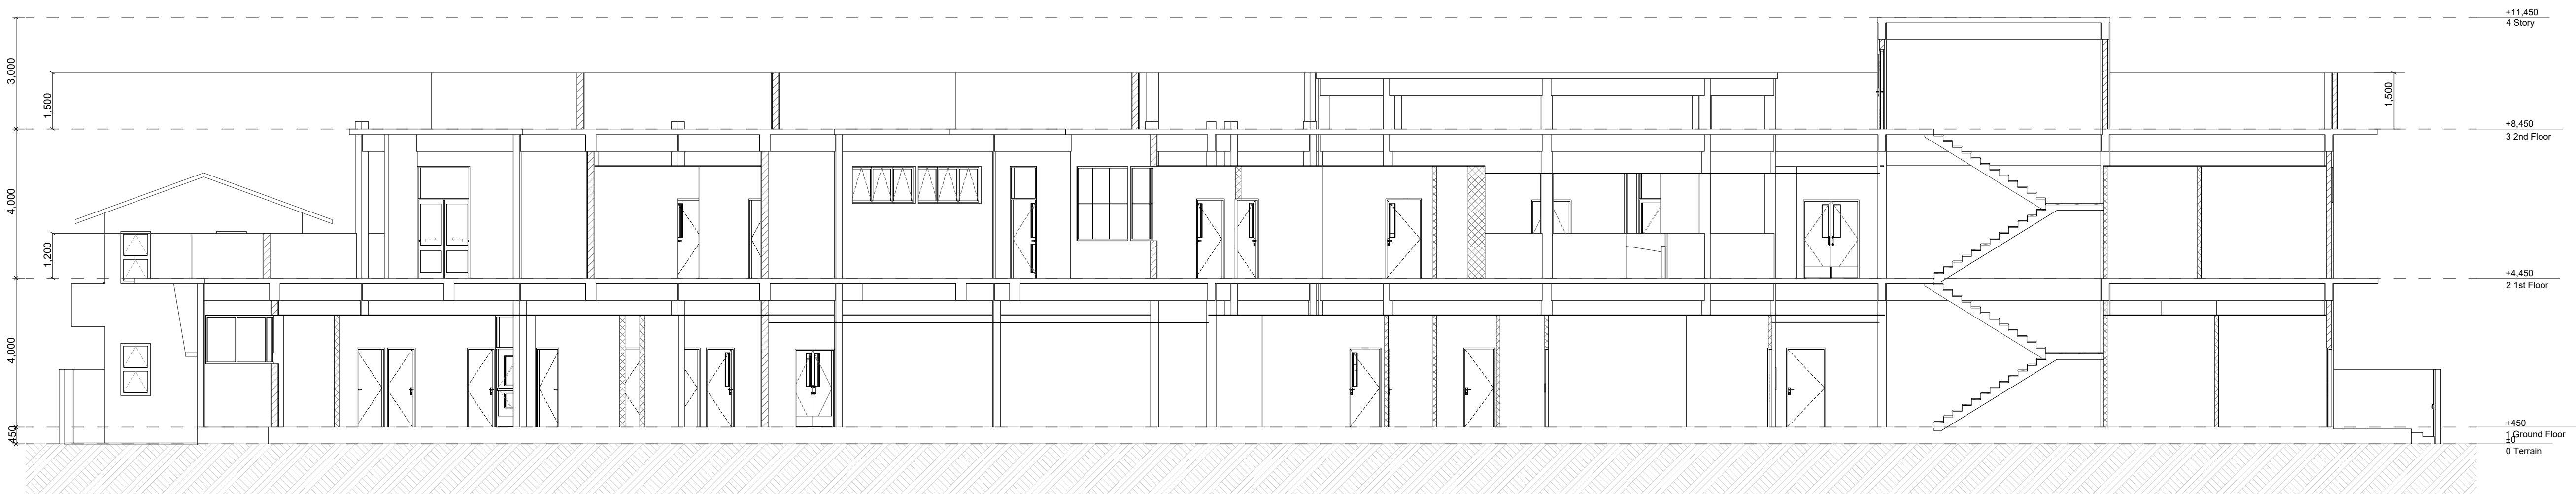 +11,450
4 Story
3,000
1,500
1,500
+8,450
3 2nd Floor
4,000
1,200
+4,450
2 1st Floor
4,000
+450
1 Ground Floor
450
±0
0 Terrain